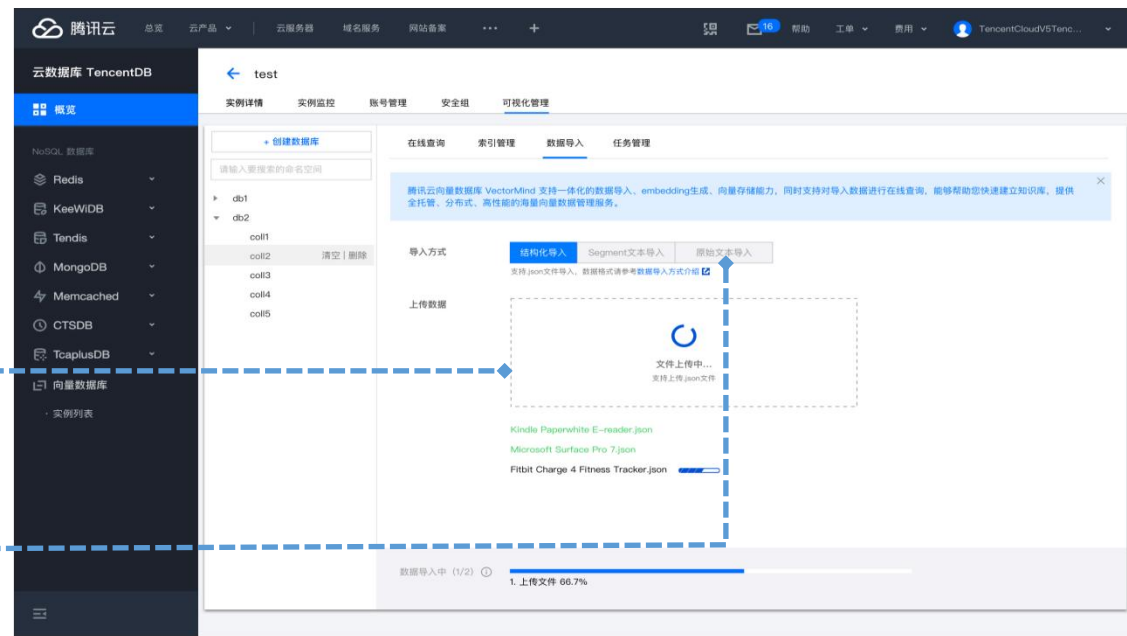 腾讯云 总览 云产品 云服务器 域名服务 网站备案 ··· + 16 帮助 工单 费用 TencentCloudV5Tenc...
云数据库 TencentDB
概览
NoSQL 数据库
Redis
KeeWiDB
Tendis
MongoDB
Memcached
CTSDB
TcaplusDB
向量数据库
· 实例列表
← test
实例详情 实例监控 账号管理 安全组 可视化管理
+ 创建数据库
请输入要搜索的命名空间
db1
db2
coll1
coll2 清空 | 删除
coll3
coll4
coll5
在线查询 索引管理 数据导入 任务管理
腾讯云向量数据库 VectorMind 支持一体化的数据导入、embedding生成、向量存储能力，同时支持对导入数据进行在线查询，能够帮助您快速建立知识库，提供
全托管、分布式、高性能的海量向量数据管理服务。
导入方式 结构化导入 Segment文本导入 原始文本导入
支持.json文件导入，数据格式请参考数据导入方式介绍
上传数据
文件上传中...
支持上传.json文件
Kindle Paperwhite E-reader.json
Microsoft Surface Pro 7.json
Fitbit Charge 4 Fitness Tracker.json
数据导入中（1/2）
1. 上传文件 66.7%